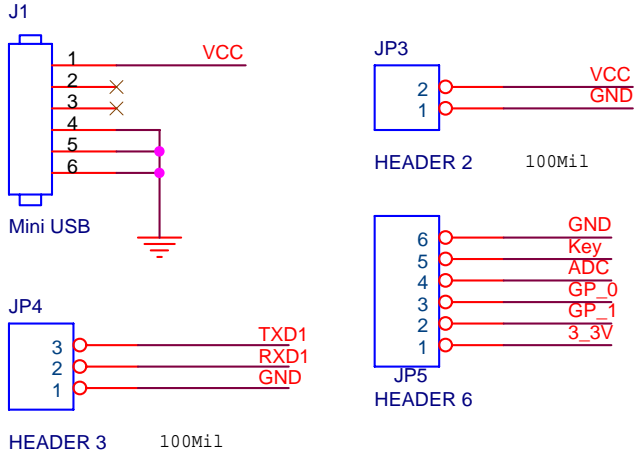 J1
1 VCC
2
3
4
5
6
Mini USB
JP3
2 VCC
1 GND
HEADER 2 100Mil
6 GND
5 Key
4 ADC
3 GP_0
2 GP_1
1 3_3V
JP5
HEADER 6
JP4
3 TXD1
2 RXD1
1 GND
HEADER 3 100Mil